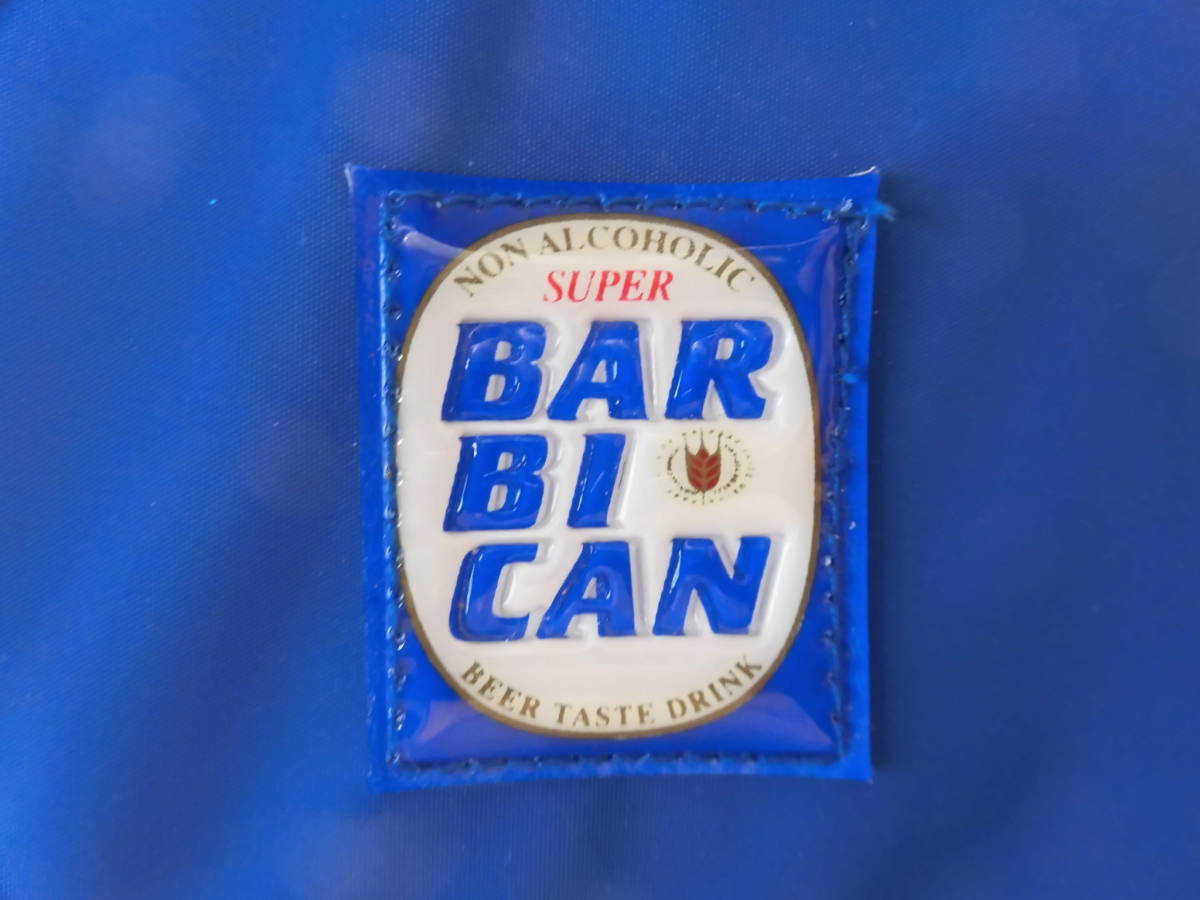 NON ALCOHOLIC
SUPER
BAR
BI
CAN
BEER TASTE DRINK